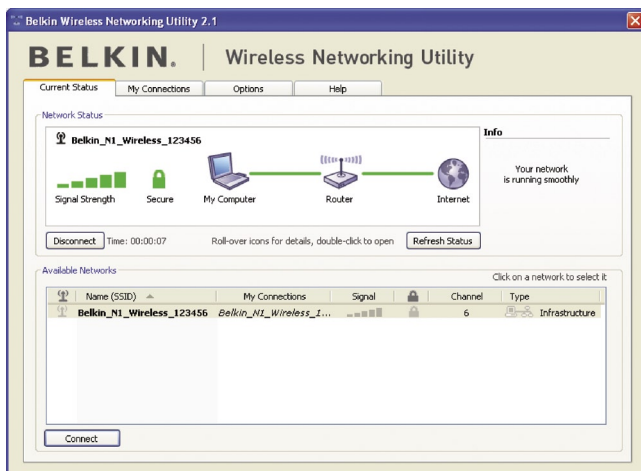 Belkin Wireless Networking Utility 2.1
BELKIN. | Wireless Networking Utility
Current Status My Connections Options Help
Network Status
Belkin_N1_Wireless_123456
Info
Your network
is running smoothly
Signal Strength Secure My Computer Router Internet
Disconnect Time: 00:00:07 Roll-over icons for details, double-click to open Refresh Status
Available Networks
Click on a network to select it
Name (SSID) My Connections Signal Channel Type
Belkin_N1_Wireless_123456 Belkin_N1_Wireless_1... 6 Infrastructure
Connect